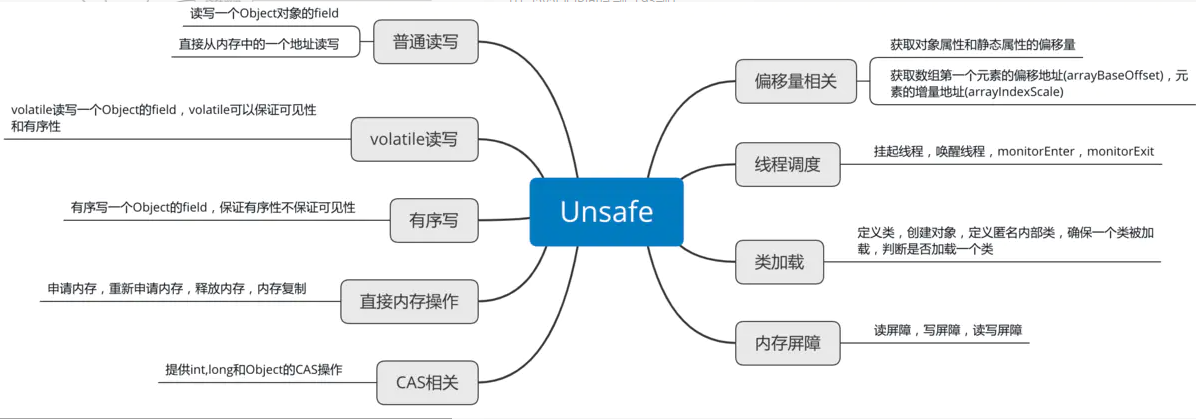 读写一个Object对象的field
直接从内存中的一个地址读写
普通读写
volatile读写一个Object的field，volatile可以保证可见性
和有序性
volatile读写
有序写一个Object的field，保证有序性不保证可见性
有序写
申请内存，重新申请内存，释放内存，内存复制
直接内存操作
提供int,long和Object的CAS操作
CAS相关
Unsafe
偏移量相关
获取对象属性和静态属性的偏移量
获取数组第一个元素的偏移地址(arrayBaseOffset)，元
素的增量地址(arrayIndexScale)
线程调度
挂起线程，唤醒线程，monitorEnter，monitorExit
类加载
定义类，创建对象，定义匿名内部类，确保一个类被加
载，判断是否加载一个类
内存屏障
读屏障，写屏障，读写屏障